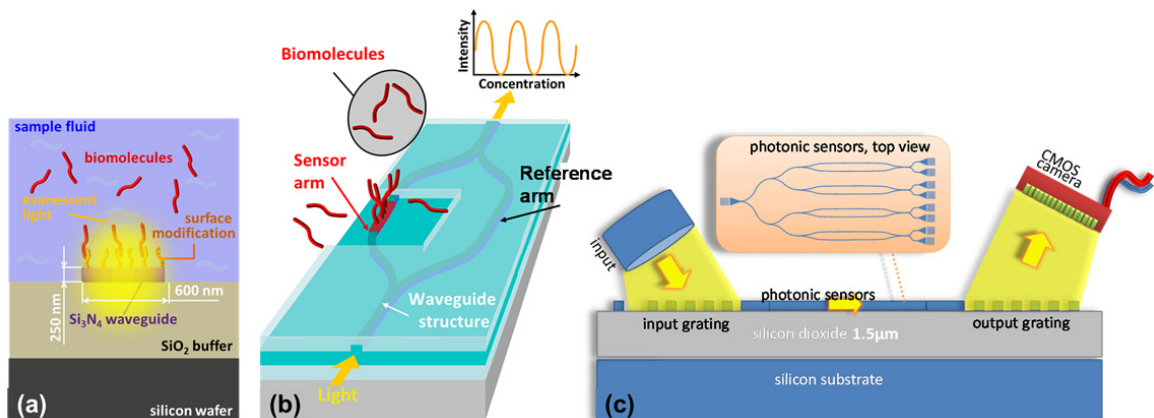 sample fluid
biomolecules
evanescent
light
surface
modification
600 nm
250 nm
Si₃N₄ waveguide
SiO₂ buffer
(a)
silicon wafer
Intensity
Concentration
Biomolecules
Sensor
arm
Reference
arm
Waveguide
structure
Light
(b)
photonic sensors, top view
CMOS
camera
input
photonic sensors
input grating
output grating
silicon dioxide 1.5µm
silicon substrate
(c)